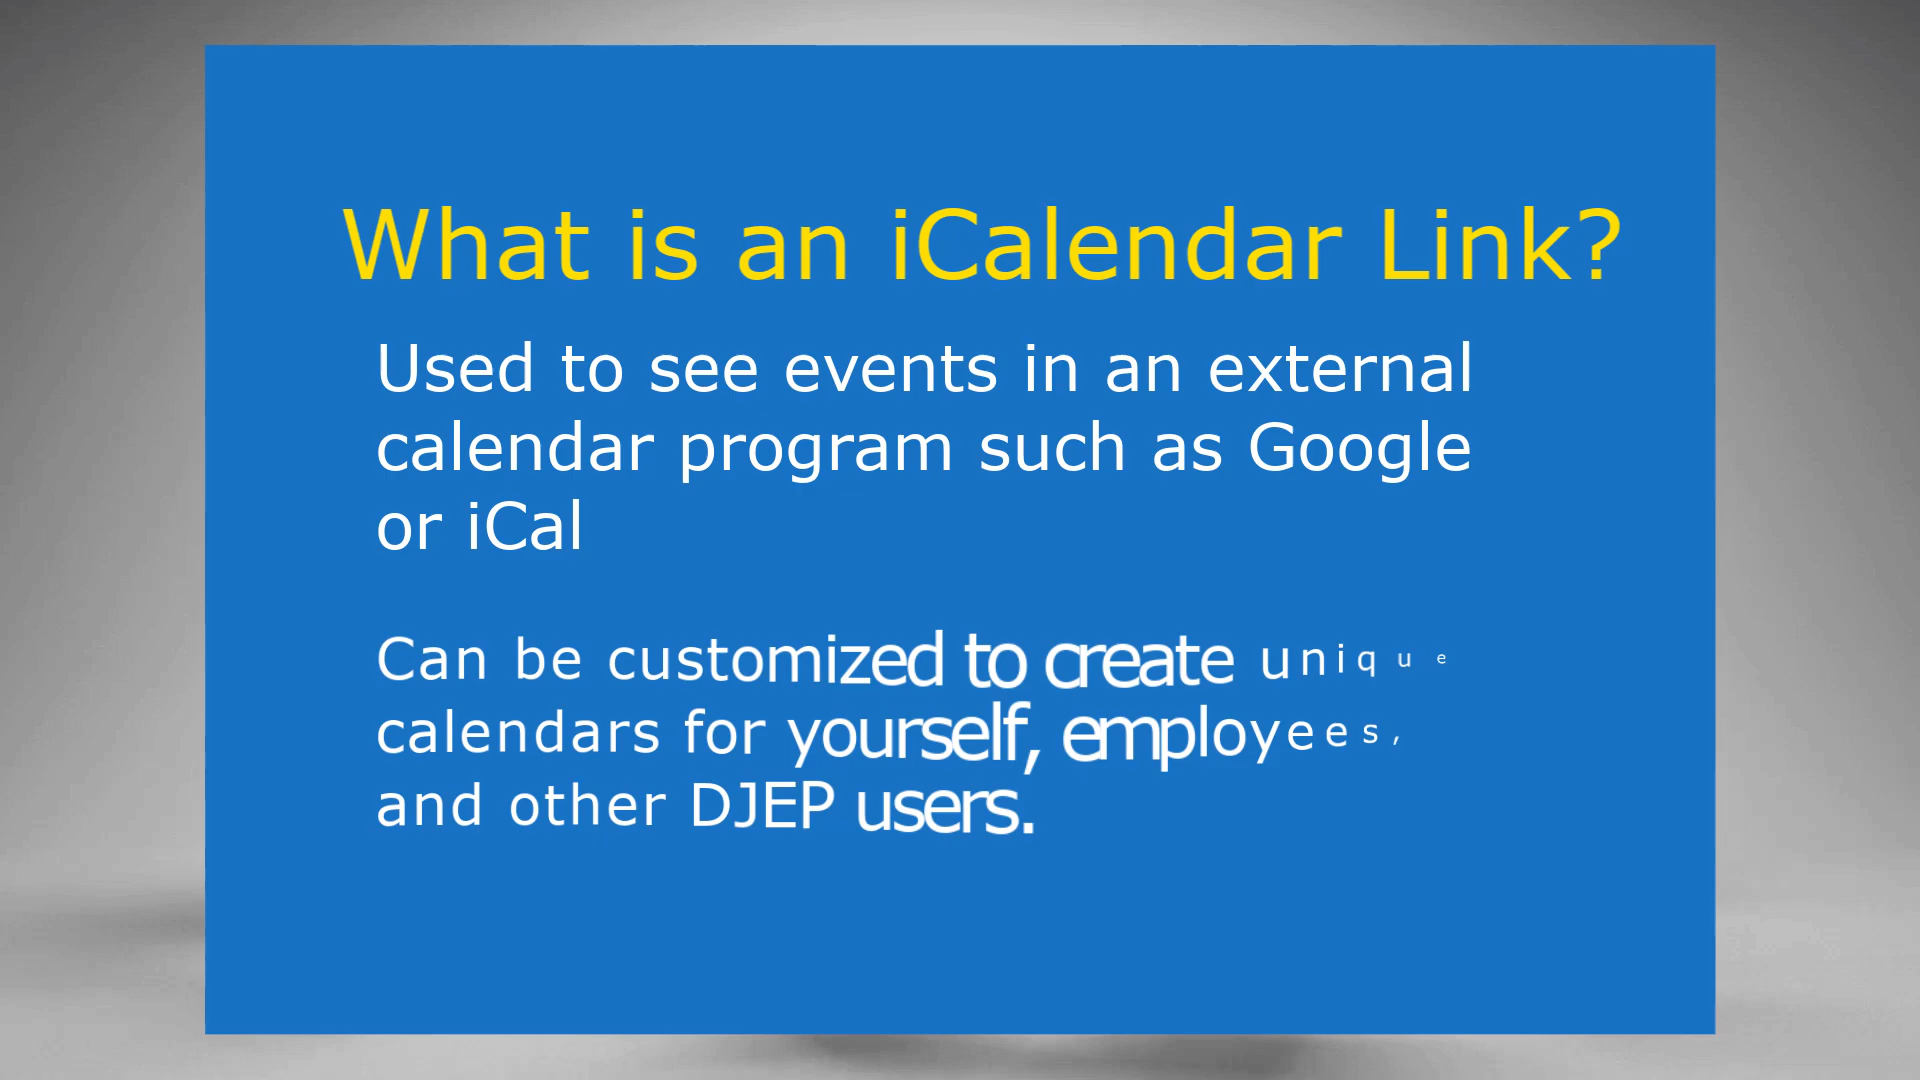 What is an iCalendar Link?
Used to see events in an external
calendar program such as Google
or iCal
Can be customized to create unique
calendars for yourself, employees,
and other DJEP users.